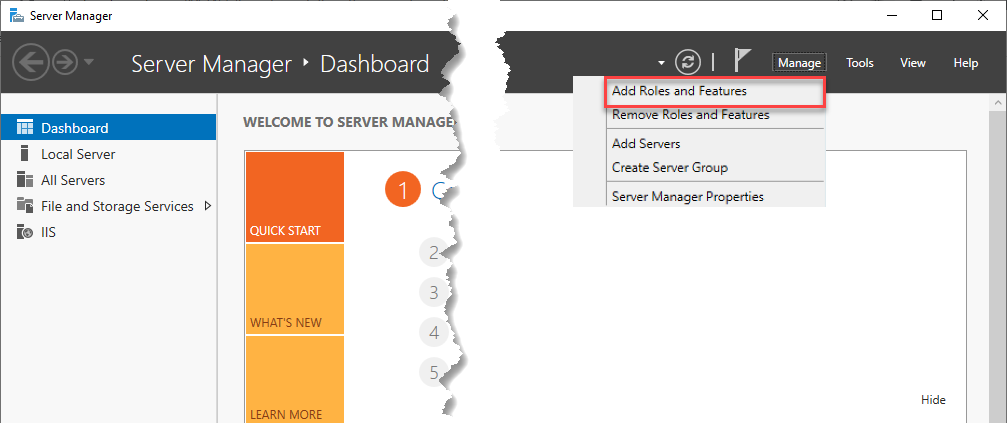 Server Manager
Server Manager ‣ Dashboard
Manage Tools View Help
Add Roles and Features
Remove Roles and Features
Add Servers
Create Server Group
Server Manager Properties
Dashboard
Local Server
All Servers
File and Storage Services
IIS
WELCOME TO SERVER MANAGE
QUICK START
WHAT'S NEW
LEARN MORE
1
2
3
4
5
Hide